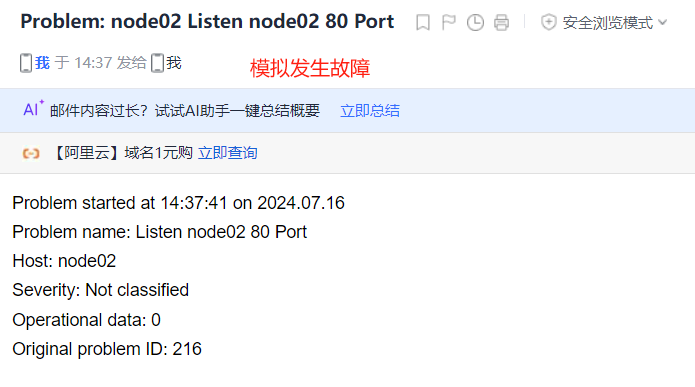 Problem: node02 Listen node02 80 Port
安全浏览模式
我 于 14:37 发给 我
模拟发生故障
AI 邮件内容过长？试试AI助手一键总结概要 立即总结
【阿里云】域名1元购 立即查询
Problem started at 14:37:41 on 2024.07.16
Problem name: Listen node02 80 Port
Host: node02
Severity: Not classified
Operational data: 0
Original problem ID: 216